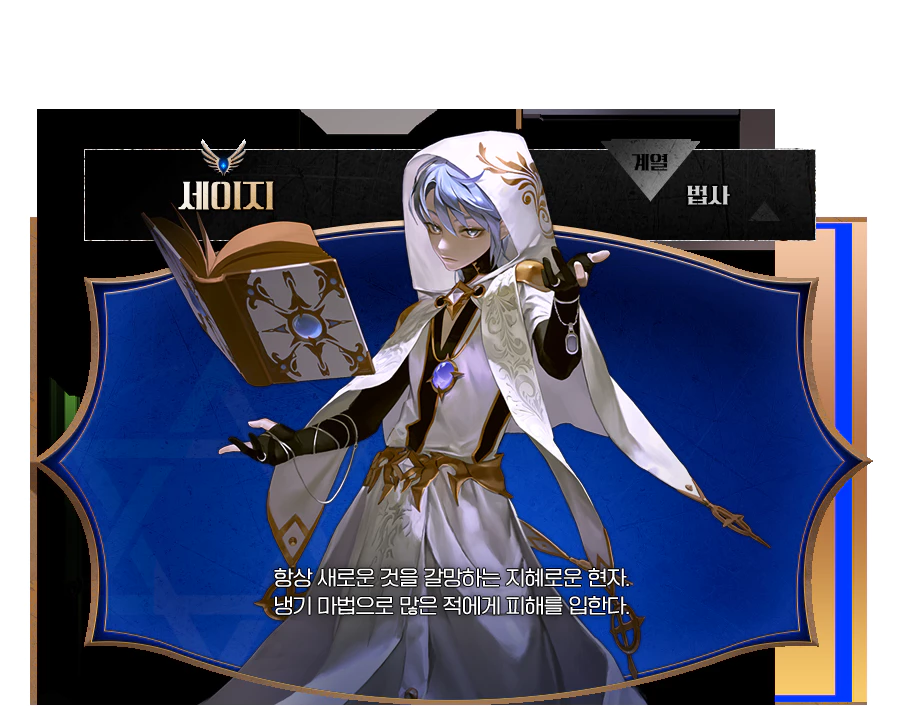 세이지
계열
법사
항상 새로운 것을 갈망하는 지혜로운 현자.
냉기 마법으로 많은 적에게 피해를 입힌다.